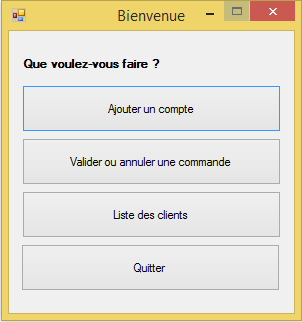 Bienvenue
Que voulez-vous faire ?
Ajouter un compte
Valider ou annuler une commande
Liste des clients
Quitter